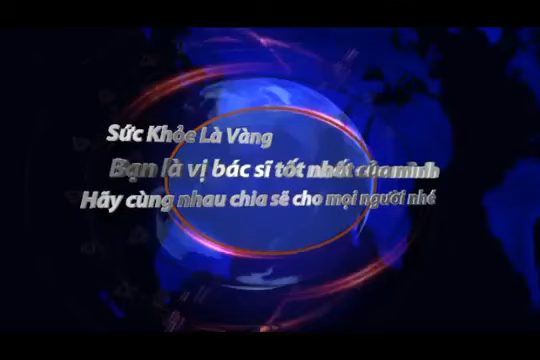 Sức Khỏe Là Vàng
Bạn là vị bác sĩ tốt nhất của mình
Hãy cùng nhau chia sẽ cho mọi người nhé